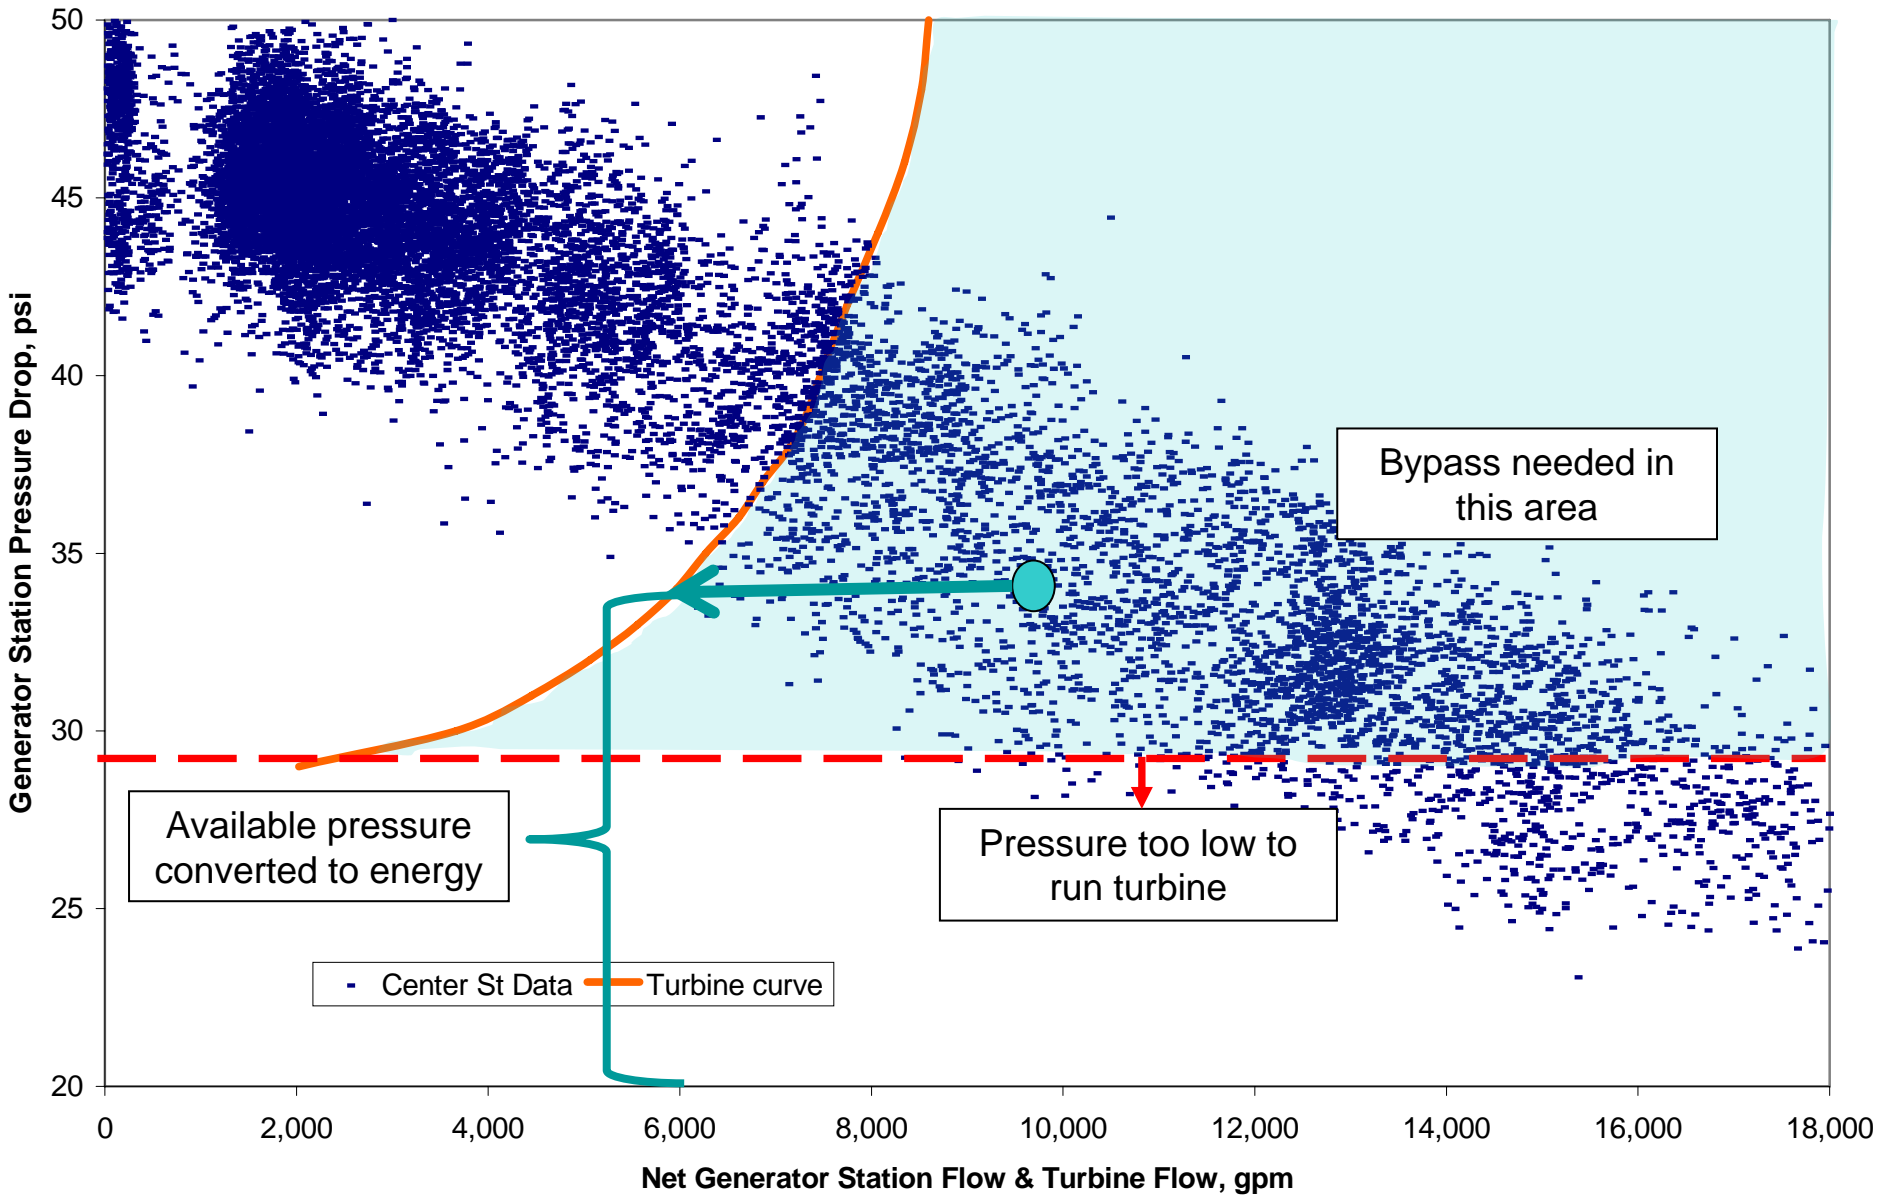 50
45
40
35
30
25
20
Generator Station Pressure Drop, psi
Bypass needed in
this area
Available pressure
converted to energy
Pressure too low to
run turbine
Center St Data
Turbine curve
0
2,000
4,000
6,000
8,000
10,000
12,000
14,000
16,000
18,000
Net Generator Station Flow & Turbine Flow, gpm